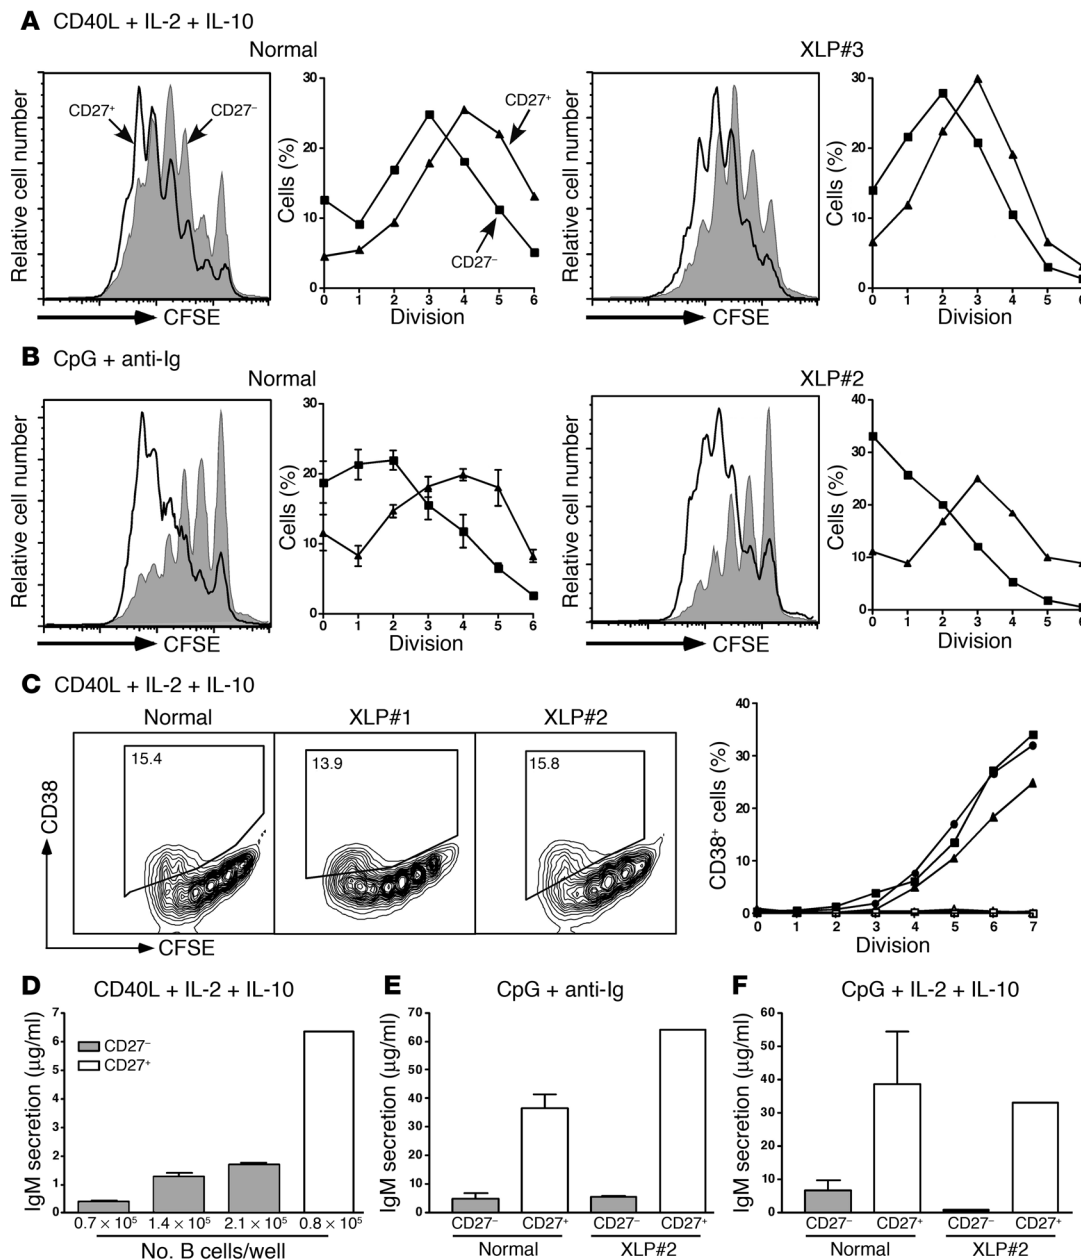 A CD40L + IL-2 + IL-10
Normal
XLP#3
Relative cell number
CD27⁺
CD27⁻
CFSE
Cells (%)
30
20
10
0
CD27⁺
CD27⁻
0 1 2 3 4 5 6
Division
Relative cell number
CFSE
Cells (%)
30
20
10
0
0 1 2 3 4 5 6
Division
B CpG + anti-Ig
Normal
XLP#2
Relative cell number
CFSE
Cells (%)
30
20
10
0
0 1 2 3 4 5 6
Division
Relative cell number
CFSE
Cells (%)
40
30
20
10
0
0 1 2 3 4 5 6
Division
C CD40L + IL-2 + IL-10
Normal
XLP#1
XLP#2
CD38
15.4
13.9
15.8
CFSE
CD38⁺ cells (%)
40
30
20
10
0
0 1 2 3 4 5 6 7
Division
D CD40L + IL-2 + IL-10
IgM secretion (µg/ml)
7
6
5
4
3
2
1
0
CD27⁻
CD27⁺
0.7 × 10⁵ 1.4 × 10⁵ 2.1 × 10⁵ 0.8 × 10⁵
No. B cells/well
E CpG + anti-Ig
IgM secretion (µg/ml)
70
60
50
40
30
20
10
0
CD27⁻ CD27⁺ CD27⁻ CD27⁺
Normal XLP#2
F CpG + IL-2 + IL-10
IgM secretion (µg/ml)
60
50
40
30
20
10
0
CD27⁻ CD27⁺ CD27⁻ CD27⁺
Normal XLP#2